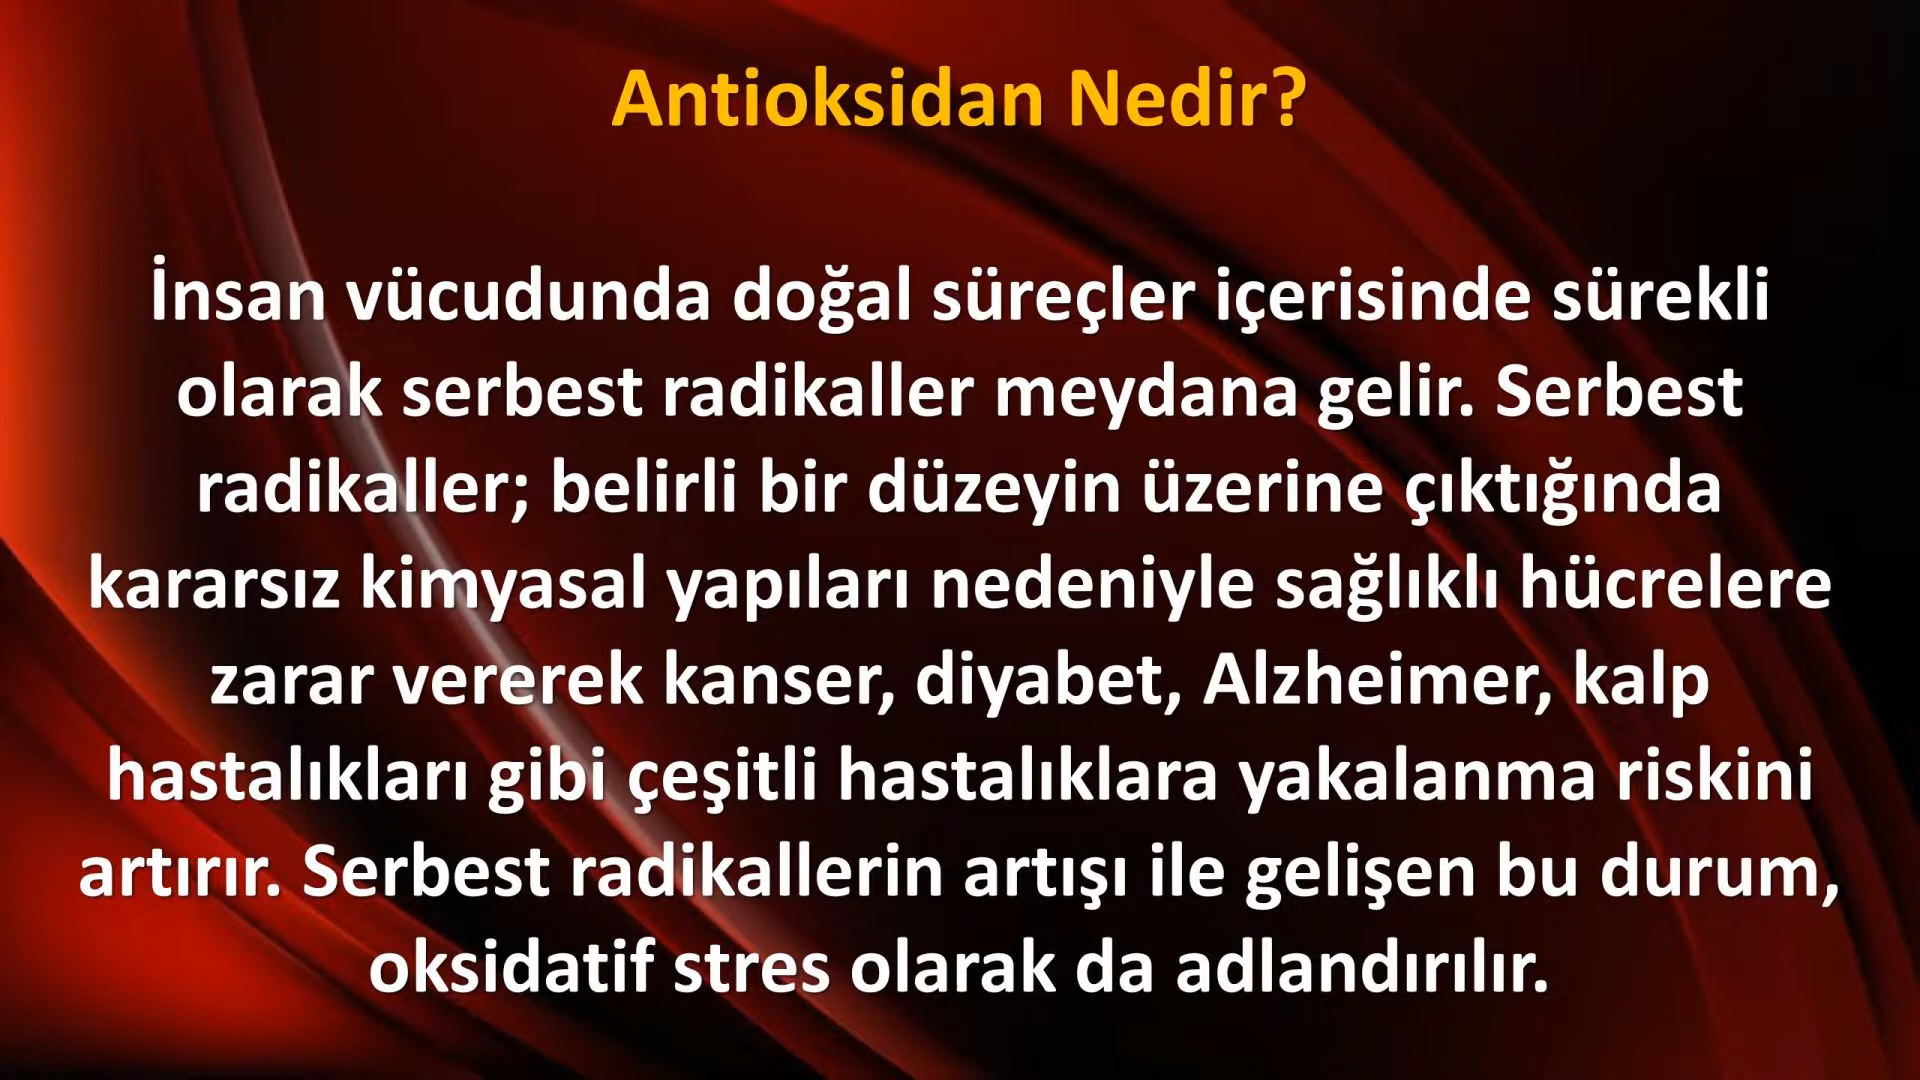 Antioksidan Nedir?
İnsan vücudunda doğal süreçler içerisinde sürekli
olarak serbest radikaller meydana gelir. Serbest
radikaller; belirli bir düzeyin üzerine çıktığında
kararsız kimyasal yapıları nedeniyle sağlıklı hücrelere
zarar vererek kanser, diyabet, Alzheimer, kalp
hastalıkları gibi çeşitli hastalıklara yakalanma riskini
artırır. Serbest radikallerin artışı ile gelişen bu durum,
oksidatif stres olarak da adlandırılır.